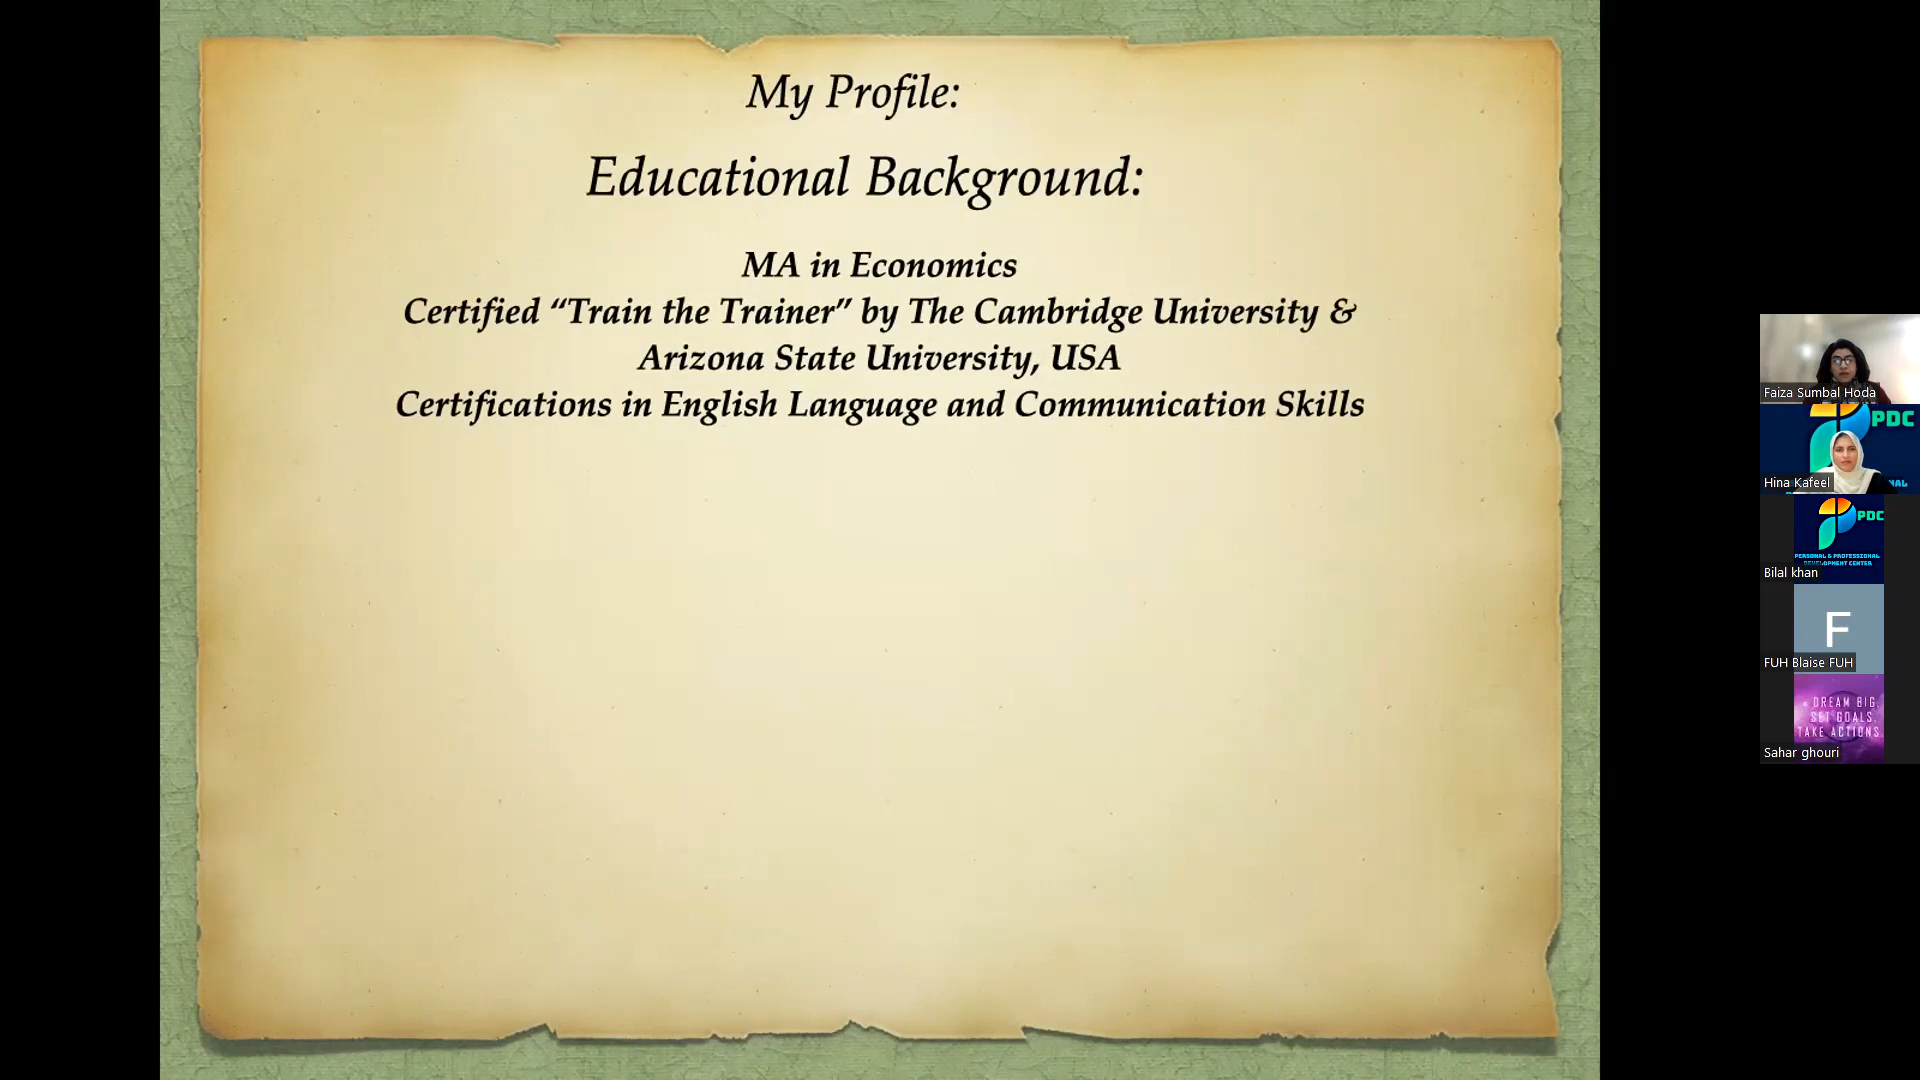 My Profile:
Educational Background:
MA in Economics
Certified “Train the Trainer” by The Cambridge University &
Arizona State University, USA
Certifications in English Language and Communication Skills
Faiza Sumbal Hoda
PDC
Hina Kafeel
PDC
PERSONAL & PROFESSIONAL
DEVELOPMENT CENTER
Bilal khan
F
FUH Blaise FUH
« DREAM BIG,
SET GOALS,
TAKE ACTIONS
Sahar ghouri